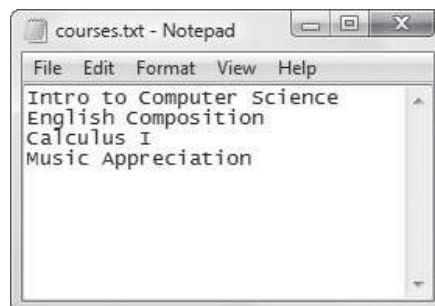 courses.txt - Notepad
File Edit Format View Help
Intro to Computer Science
English Composition
Calculus I
Music Appreciation